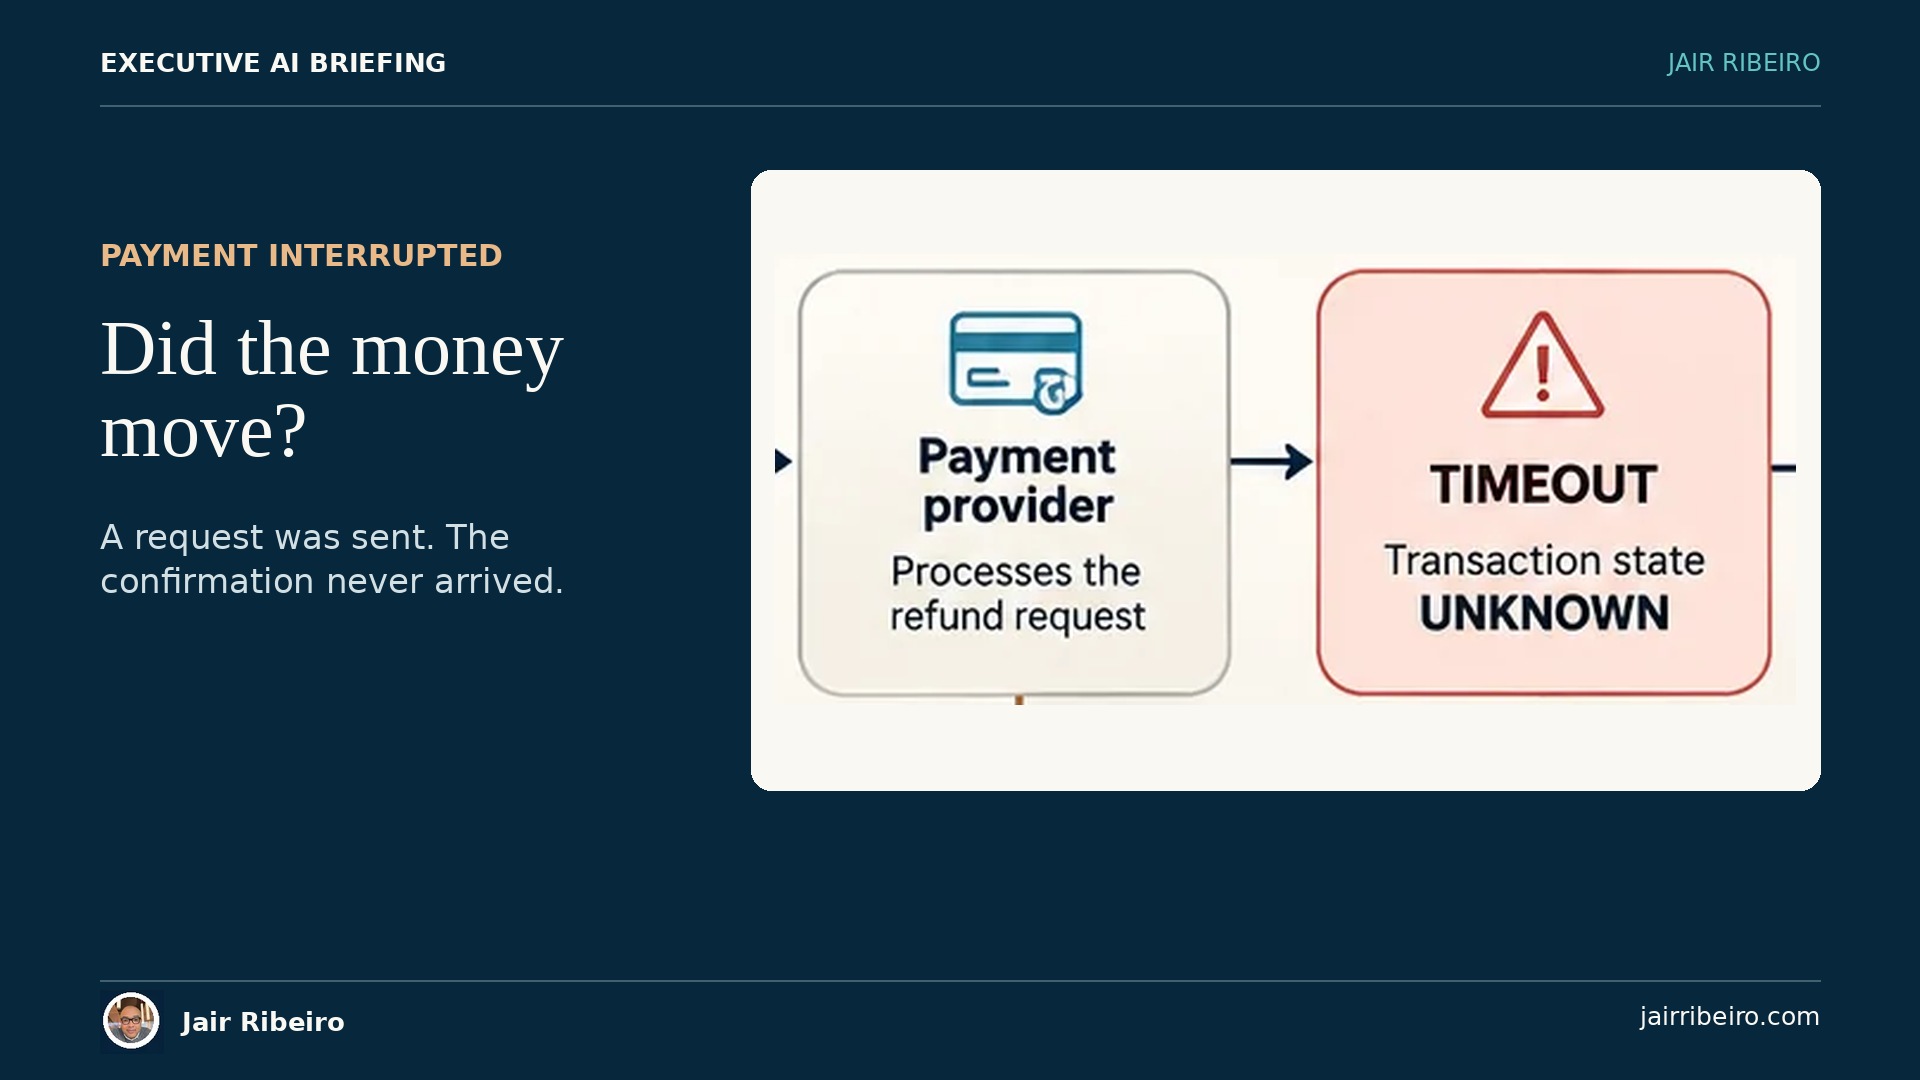 EXECUTIVE AI BRIEFING
JAIR RIBEIRO
PAYMENT INTERRUPTED
Did the money
move?
A request was sent. The
confirmation never arrived.
Payment
provider
Processes the
refund request
TIMEOUT
Transaction state
UNKNOWN
Jair Ribeiro
jairribeiro.com